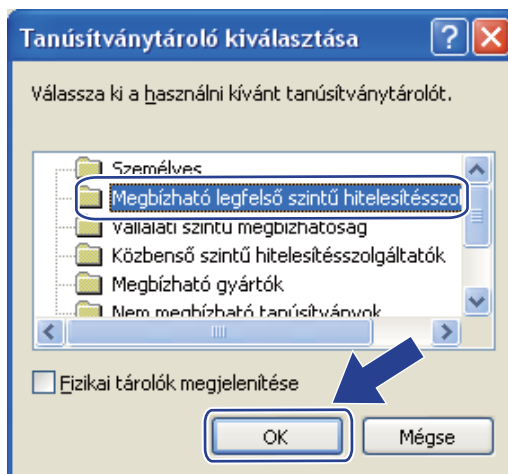 Tanúsítványtároló kiválasztása
Válassza ki a használni kívánt tanúsítványtárolót.
Személyes
Megbízható legfelső szintű hitelesítésszol
Vállalati szintű megbízhatóság
Közbenső szintű hitelesítésszolgáltatók
Megbízható gyártók
Nem megbízható tanúsítványok
Fizikai tárolók megjelenítése
OK
Mégse